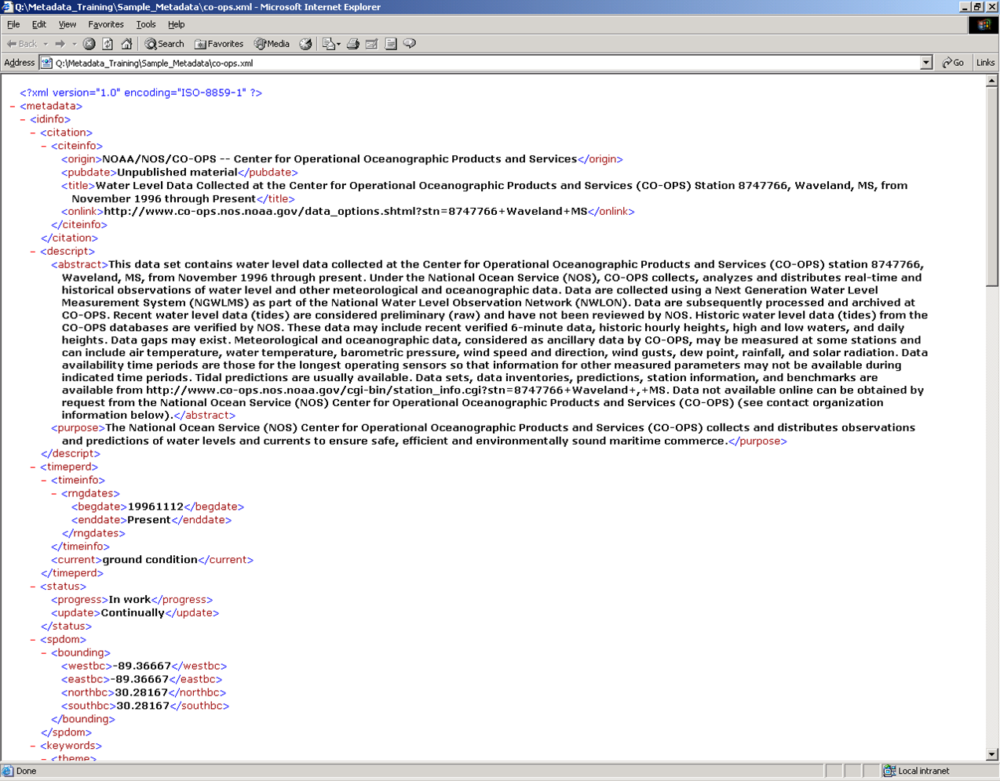 Q:\Metadata_Training\Sample_Metadata\co-ops.xml - Microsoft Internet Explorer
File Edit View Favorites Tools Help
Back Search Favorites Media
Address Q:\Metadata_Training\Sample_Metadata\co-ops.xml Go Links
<?xml version="1.0" encoding="ISO-8859-1" ?>
- <metadata>
- <idinfo>
- <citation>
- <citeinfo>
<origin>NOAA/NOS/CO-OPS -- Center for Operational Oceanographic Products and Services</origin>
<pubdate>Unpublished material</pubdate>
<title>Water Level Data Collected at the Center for Operational Oceanographic Products and Services (CO-OPS) Station 8747766, Waveland, MS, from
November 1996 through Present</title>
<onlink>http://www.co-ops.nos.noaa.gov/data_options.shtml?stn=8747766+Waveland+MS</onlink>
</citeinfo>
</citation>
- <descript>
<abstract>This data set contains water level data collected at the Center for Operational Oceanographic Products and Services (CO-OPS) station 8747766,
Waveland, MS, from November 1996 through present. Under the National Ocean Service (NOS), CO-OPS collects, analyzes and distributes real-time and
historical observations of water level and other meteorological and oceanographic data. Data are collected using a Next Generation Water Level
Measurement System (NGWLMS) as part of the National Water Level Observation Network (NWLON). Data are subsequently processed and archived at
CO-OPS. Recent water level data (tides) are considered preliminary (raw) and have not been reviewed by NOS. Historic water level data (tides) from the
CO-OPS databases are verified by NOS. These data may include recent verified 6-minute data, historic hourly heights, high and low waters, and daily
heights. Data gaps may exist. Meteorological and oceanographic data, considered as ancillary data by CO-OPS, may be measured at some stations and
can include air temperature, water temperature, barometric pressure, wind speed and direction, wind gusts, dew point, rainfall, and solar radiation. Data
availability time periods are those for the longest operating sensors so that information for other measured parameters may not be available during
indicated time periods. Tidal predictions are usually available. Data sets, data inventories, predictions, station information, and benchmarks are
available from http://www.co-ops.nos.noaa.gov/cgi-bin/station_info.cgi?stn=8747766+Waveland+,+MS. Data not available online can be obtained by
request from the National Ocean Service (NOS) Center for Operational Oceanographic Products and Services (CO-OPS) (see contact organization
information below).</abstract>
<purpose>The National Ocean Service (NOS) Center for Operational Oceanographic Products and Services (CO-OPS) collects and distributes observations
and predictions of water levels and currents to ensure safe, efficient and environmentally sound maritime commerce.</purpose>
</descript>
- <timeperd>
- <timeinfo>
- <rngdates>
<begdate>19961112</begdate>
<enddate>Present</enddate>
</rngdates>
</timeinfo>
<current>ground condition</current>
</timeperd>
- <status>
<progress>In work</progress>
<update>Continually</update>
</status>
- <spdom>
- <bounding>
<westbc>-89.36667</westbc>
<eastbc>-89.36667</eastbc>
<northbc>30.28167</northbc>
<southbc>30.28167</southbc>
</bounding>
</spdom>
- <keywords>
- <theme>
Done Local intranet